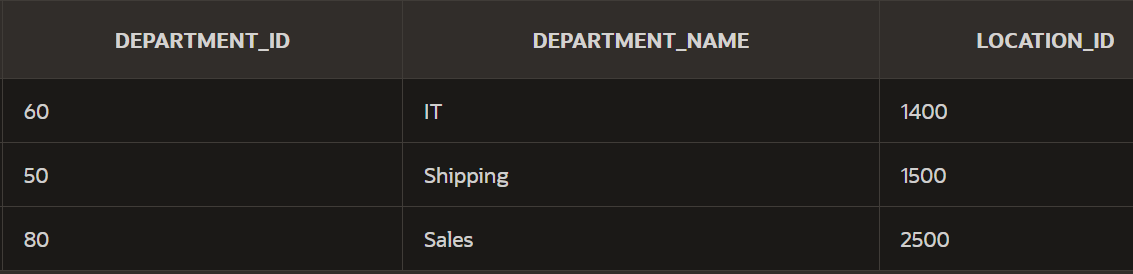 DEPARTMENT_ID DEPARTMENT_NAME LOCATION_ID
60 IT 1400
50 Shipping 1500
80 Sales 2500